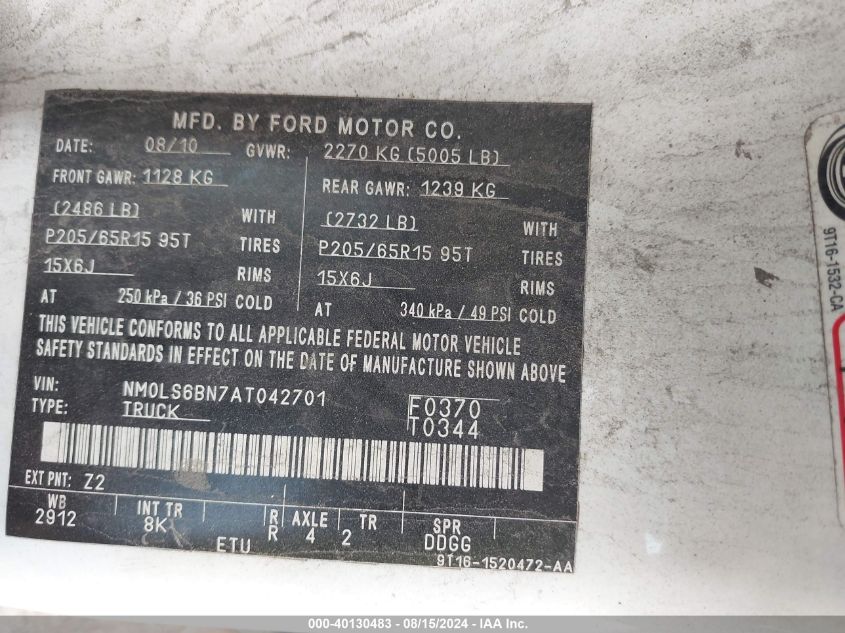 MFD. BY FORD MOTOR CO.
DATE: 08/10 GVWR: 2270 KG (5005 LB)
FRONT GAWR: 1128 KG REAR GAWR: 1239 KG
(2486 LB) WITH (2732 LB) WITH
P205/65R15 95T TIRES P205/65R15 95T TIRES
15X6J RIMS 15X6J RIMS
AT 250 kPa / 36 PSI COLD AT 340 kPa / 49 PSI COLD
THIS VEHICLE CONFORMS TO ALL APPLICABLE FEDERAL MOTOR VEHICLE
SAFETY STANDARDS IN EFFECT ON THE DATE OF MANUFACTURE SHOWN ABOVE
VIN: NM0LS6BN7AT042701 F0370
TYPE: TRUCK T0344
EXT PNT: Z2
WB INT TR R AXLE TR SPR
2912 8K R 4 2 DDGG
ETU 9T16-1520472-AA
9T16-1532-CA
000-40130483 - 08/15/2024 - IAA Inc.